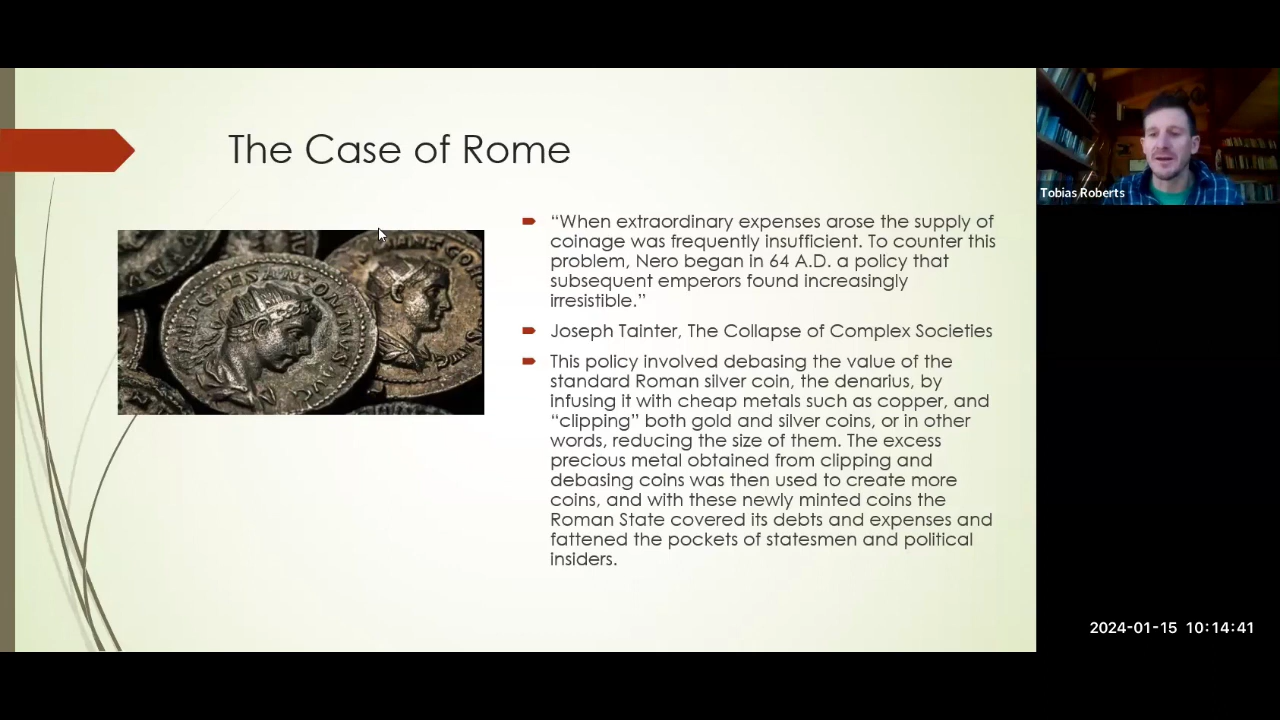 The Case of Rome
“When extraordinary expenses arose the supply of
coinage was frequently insufficient. To counter this
problem, Nero began in 64 A.D. a policy that
subsequent emperors found increasingly
irresistible.”
Joseph Tainter, The Collapse of Complex Societies
This policy involved debasing the value of the
standard Roman silver coin, the denarius, by
infusing it with cheap metals such as copper, and
“clipping” both gold and silver coins, or in other
words, reducing the size of them. The excess
precious metal obtained from clipping and
debasing coins was then used to create more
coins, and with these newly minted coins the
Roman State covered its debts and expenses and
fattened the pockets of statesmen and political
insiders.
Tobias Roberts
2024-01-15 10:14:41